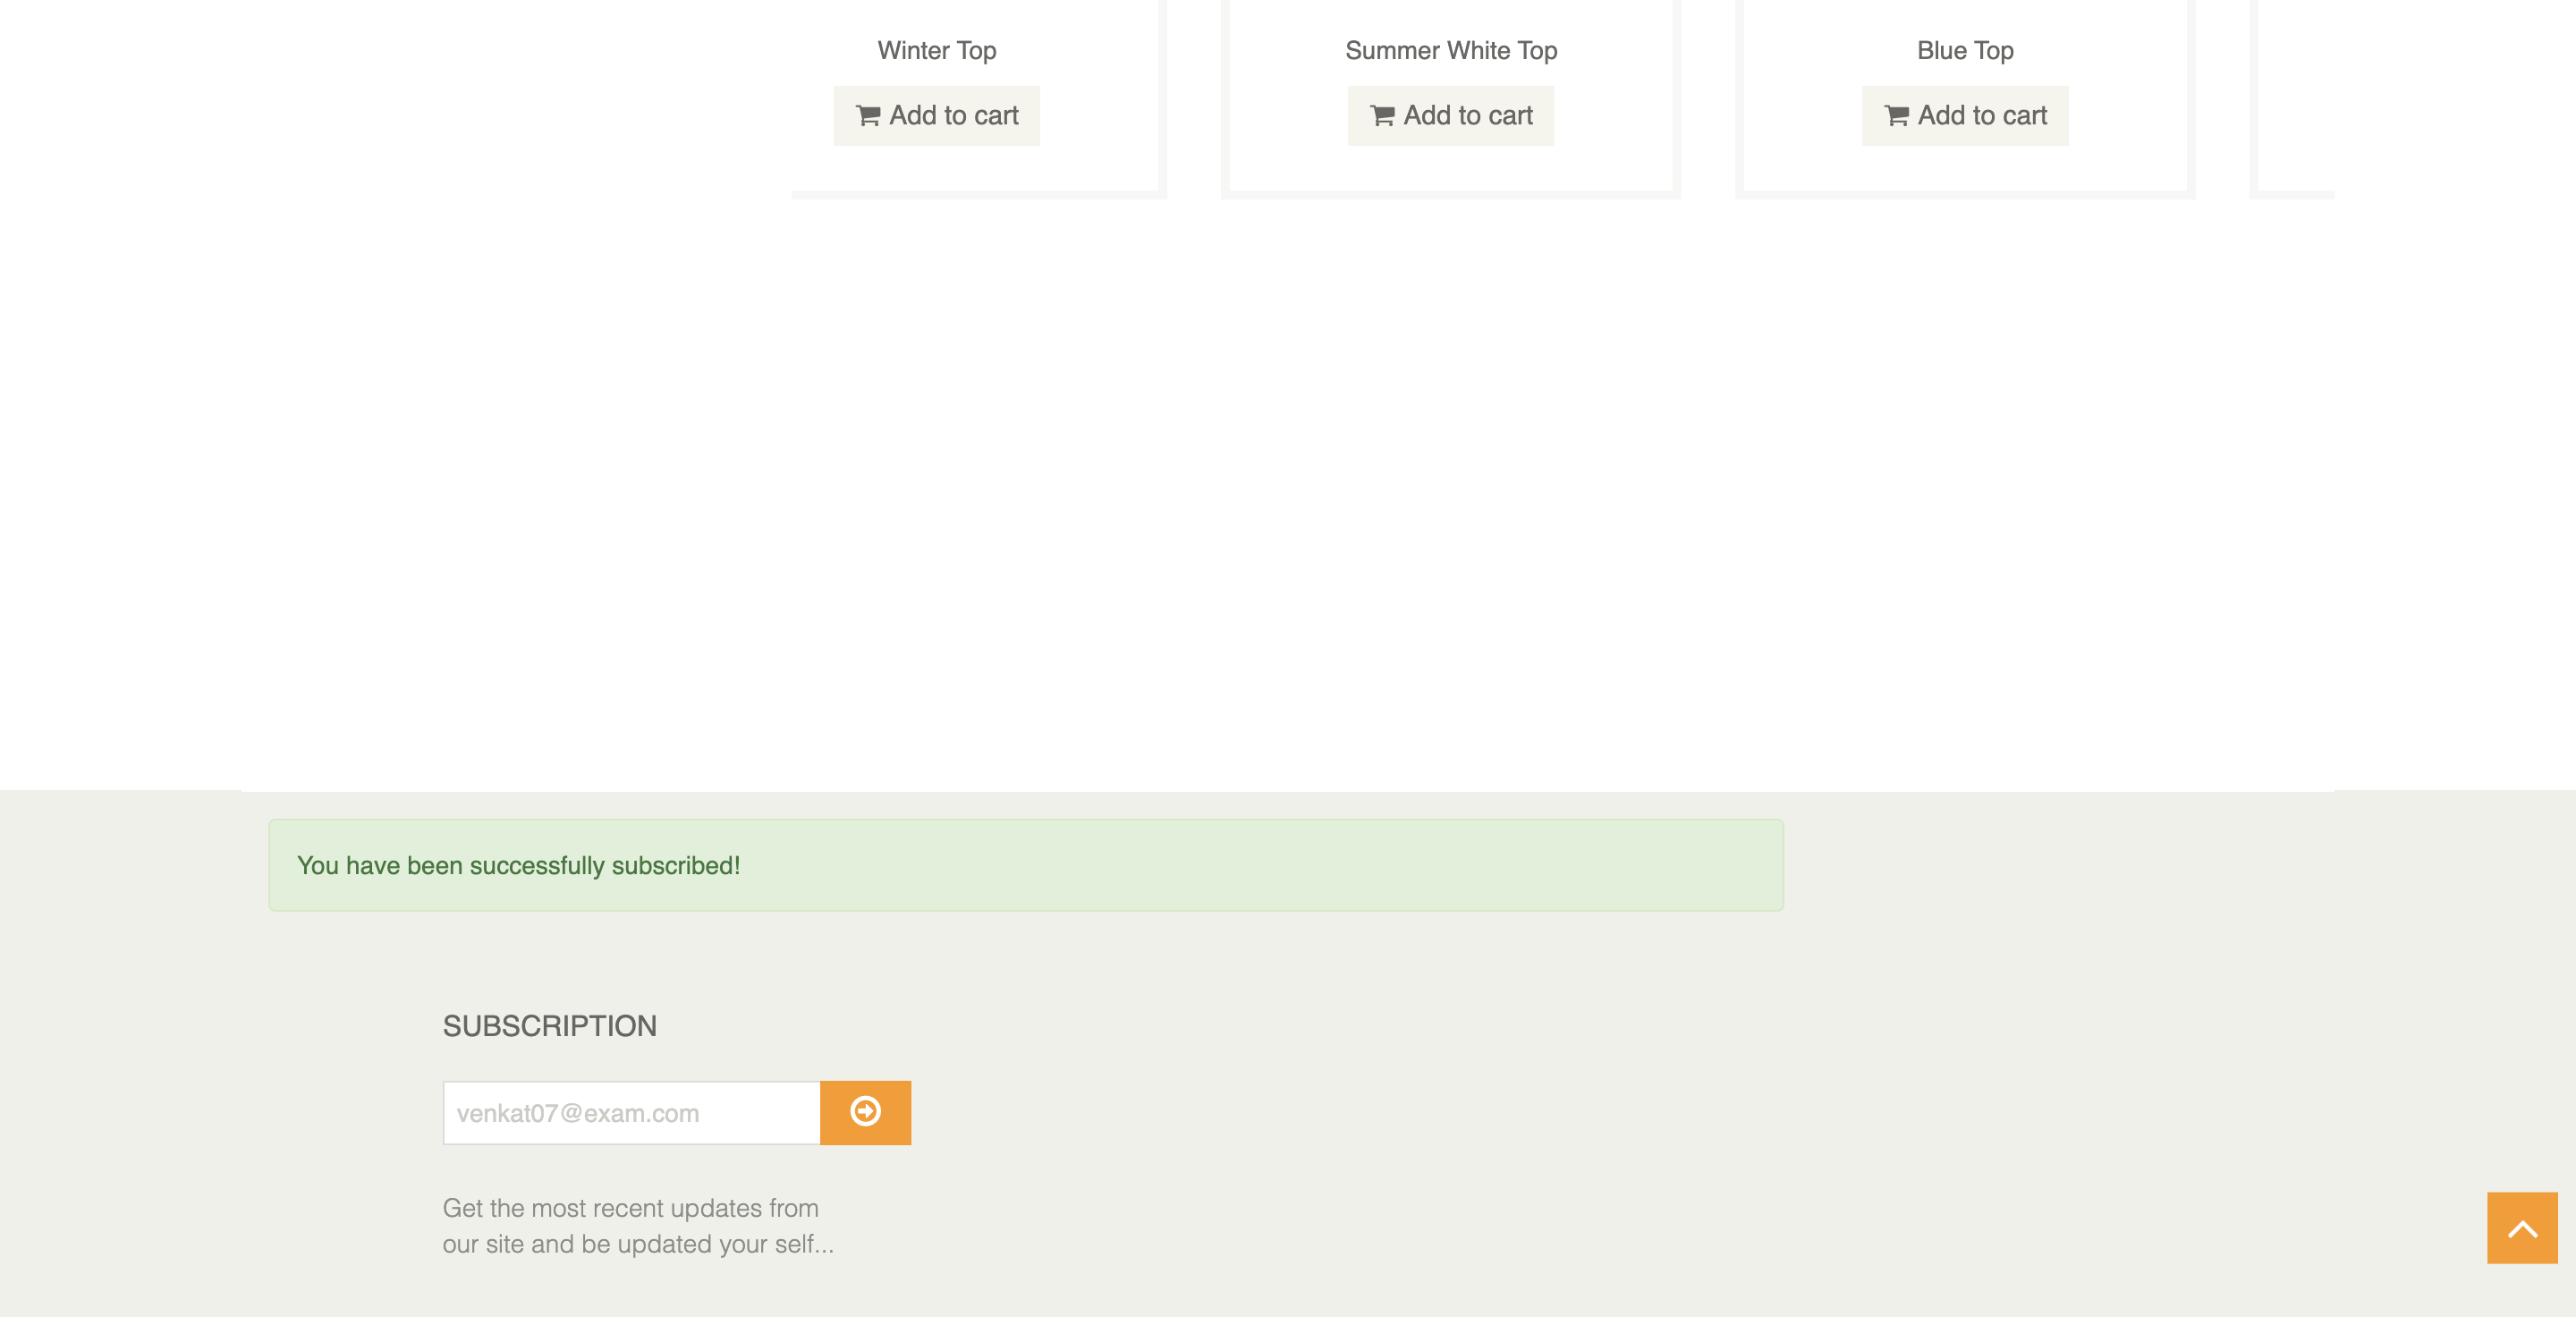 Winter Top
Summer White Top
Blue Top
Add to cart
Add to cart
Add to cart
You have been successfully subscribed!
SUBSCRIPTION
venkat07@exam.com
Get the most recent updates from
our site and be updated your self...